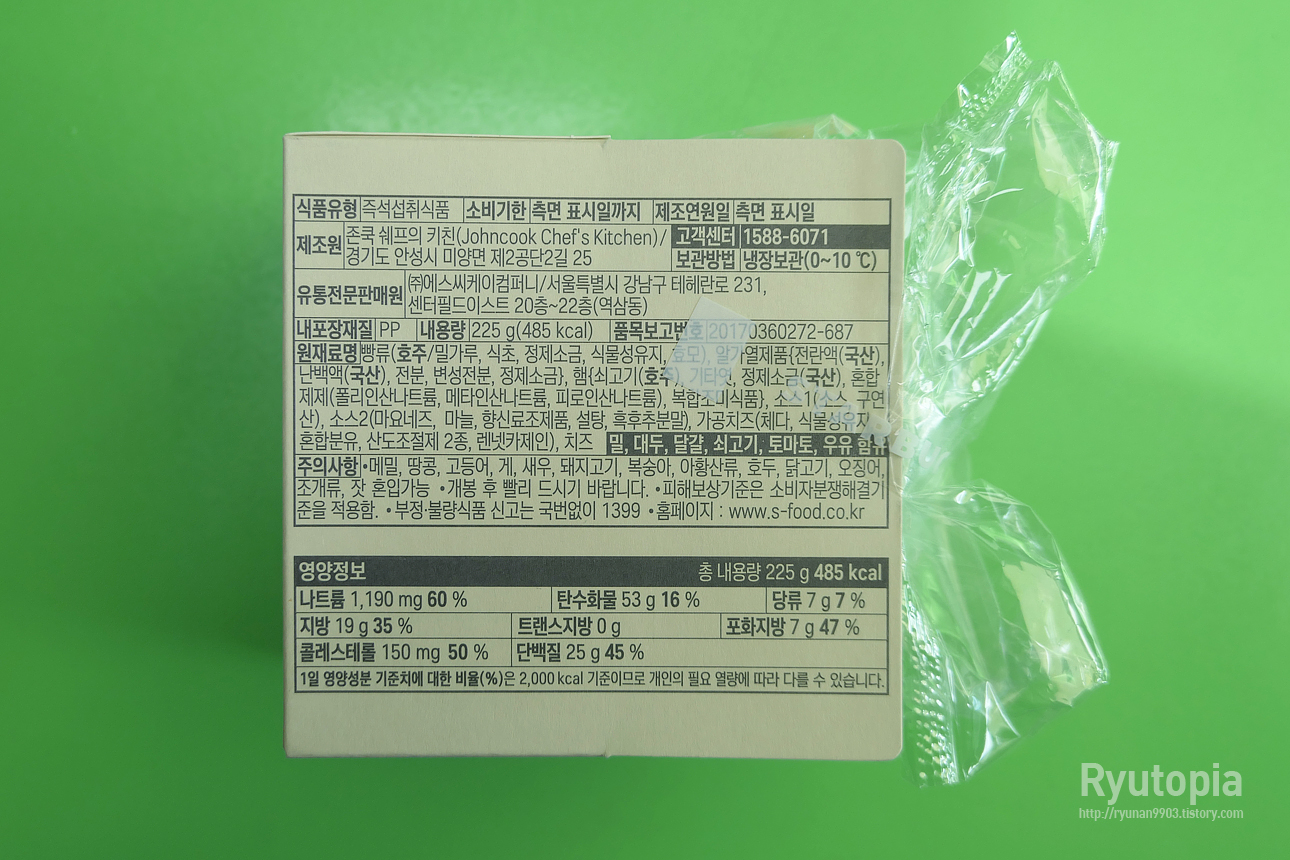 식품유형 즉석섭취식품 소비기한 측면 표시일까지 제조연원일 측면 표시일
제조원 존쿡 쉐프의 키친(Johncook Chef's Kitchen)/
경기도 안성시 미양면 제2공단2길 25
고객센터 1588-6071
보관방법 냉장보관(0~10 ℃)
유통전문판매원 ㈜에스씨케이컴퍼니/서울특별시 강남구 테헤란로 231,
센터필드이스트 20층~22층(역삼동)
내포장재질 PP 내용량 225 g(485 kcal) 품목보고번호 20170360272-687
원재료명 빵류(호주/밀가루, 식초, 정제소금, 식물성유지, 효모), 알가열제품{전란액(국산),
난백액(국산), 전분, 변성전분, 정제소금}, 햄{쇠고기(호주), 기타엿, 정제소금(국산), 혼합
제제(폴리인산나트륨, 메타인산나트륨, 피로인산나트륨), 복합조미식품}, 소스1(소스, 구연
산), 소스2(마요네즈, 마늘, 향신료조제품, 설탕, 흑후추분말), 가공치즈(체다, 식물성유지,
혼합분유, 산도조절제 2종, 렌넷카제인), 치즈 밀, 대두, 달걀, 쇠고기, 토마토, 우유 함유
주의사항 •메밀, 땅콩, 고등어, 게, 새우, 돼지고기, 복숭아, 아황산류, 호두, 닭고기, 오징어,
조개류, 잣 혼입가능 •개봉 후 빨리 드시기 바랍니다. •피해보상기준은 소비자분쟁해결기
준을 적용함. •부정·불량식품 신고는 국번없이 1399 •홈페이지 : www.s-food.co.kr
영양정보 총 내용량 225 g 485 kcal
나트륨 1,190 mg 60 % 탄수화물 53 g 16 % 당류 7 g 7 %
지방 19 g 35 % 트랜스지방 0 g 포화지방 7 g 47 %
콜레스테롤 150 mg 50 % 단백질 25 g 45 %
1일 영양성분 기준치에 대한 비율(%)은 2,000 kcal 기준이므로 개인의 필요 열량에 따라 다를 수 있습니다.
Ryutopia
http://ryunan9903.tistory.com